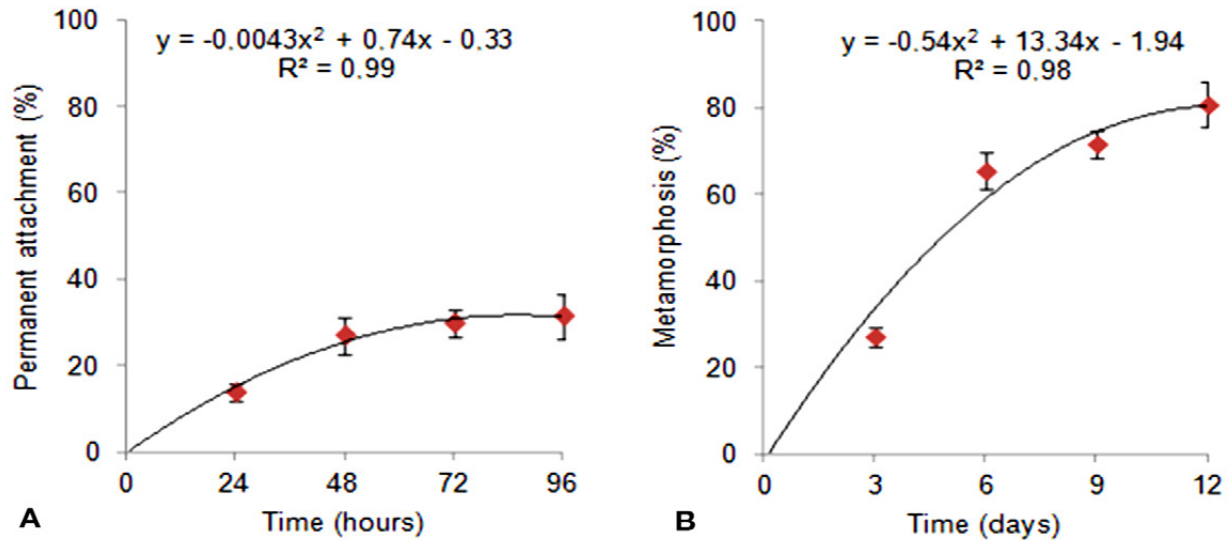 y = -0.0043x² + 0.74x - 0.33
R² = 0.99
Permanent attachment (%)
100
80
60
40
20
0
0 24 48 72 96
Time (hours)
A
y = -0.54x² + 13.34x - 1.94
R² = 0.98
Metamorphosis (%)
100
80
60
40
20
0
0 3 6 9 12
Time (days)
B